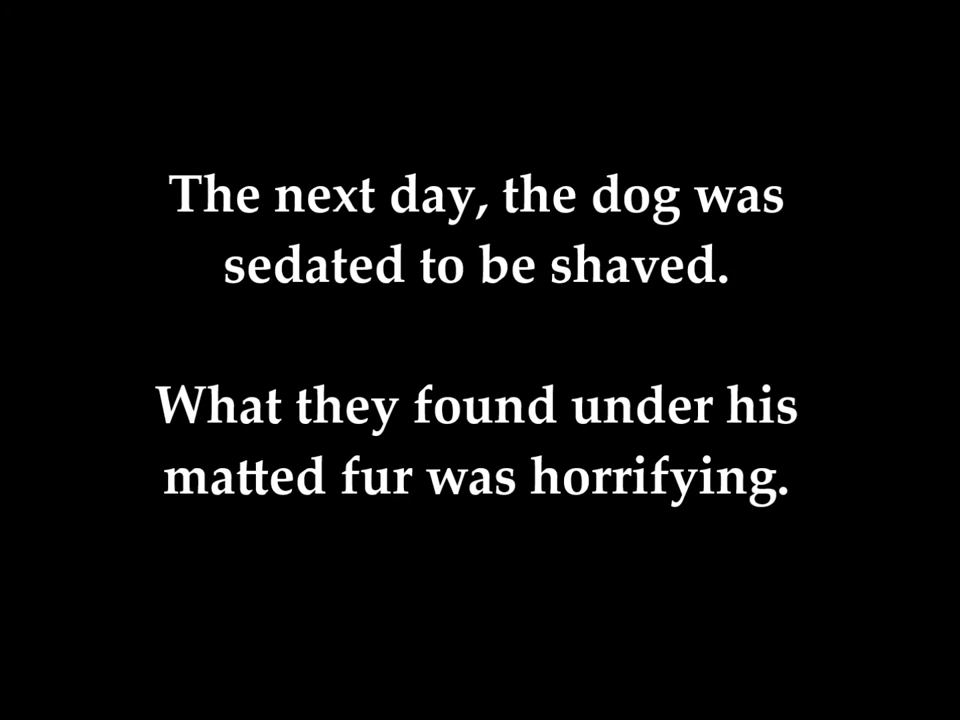 The next day, the dog was
sedated to be shaved.
What they found under his
matted fur was horrifying.